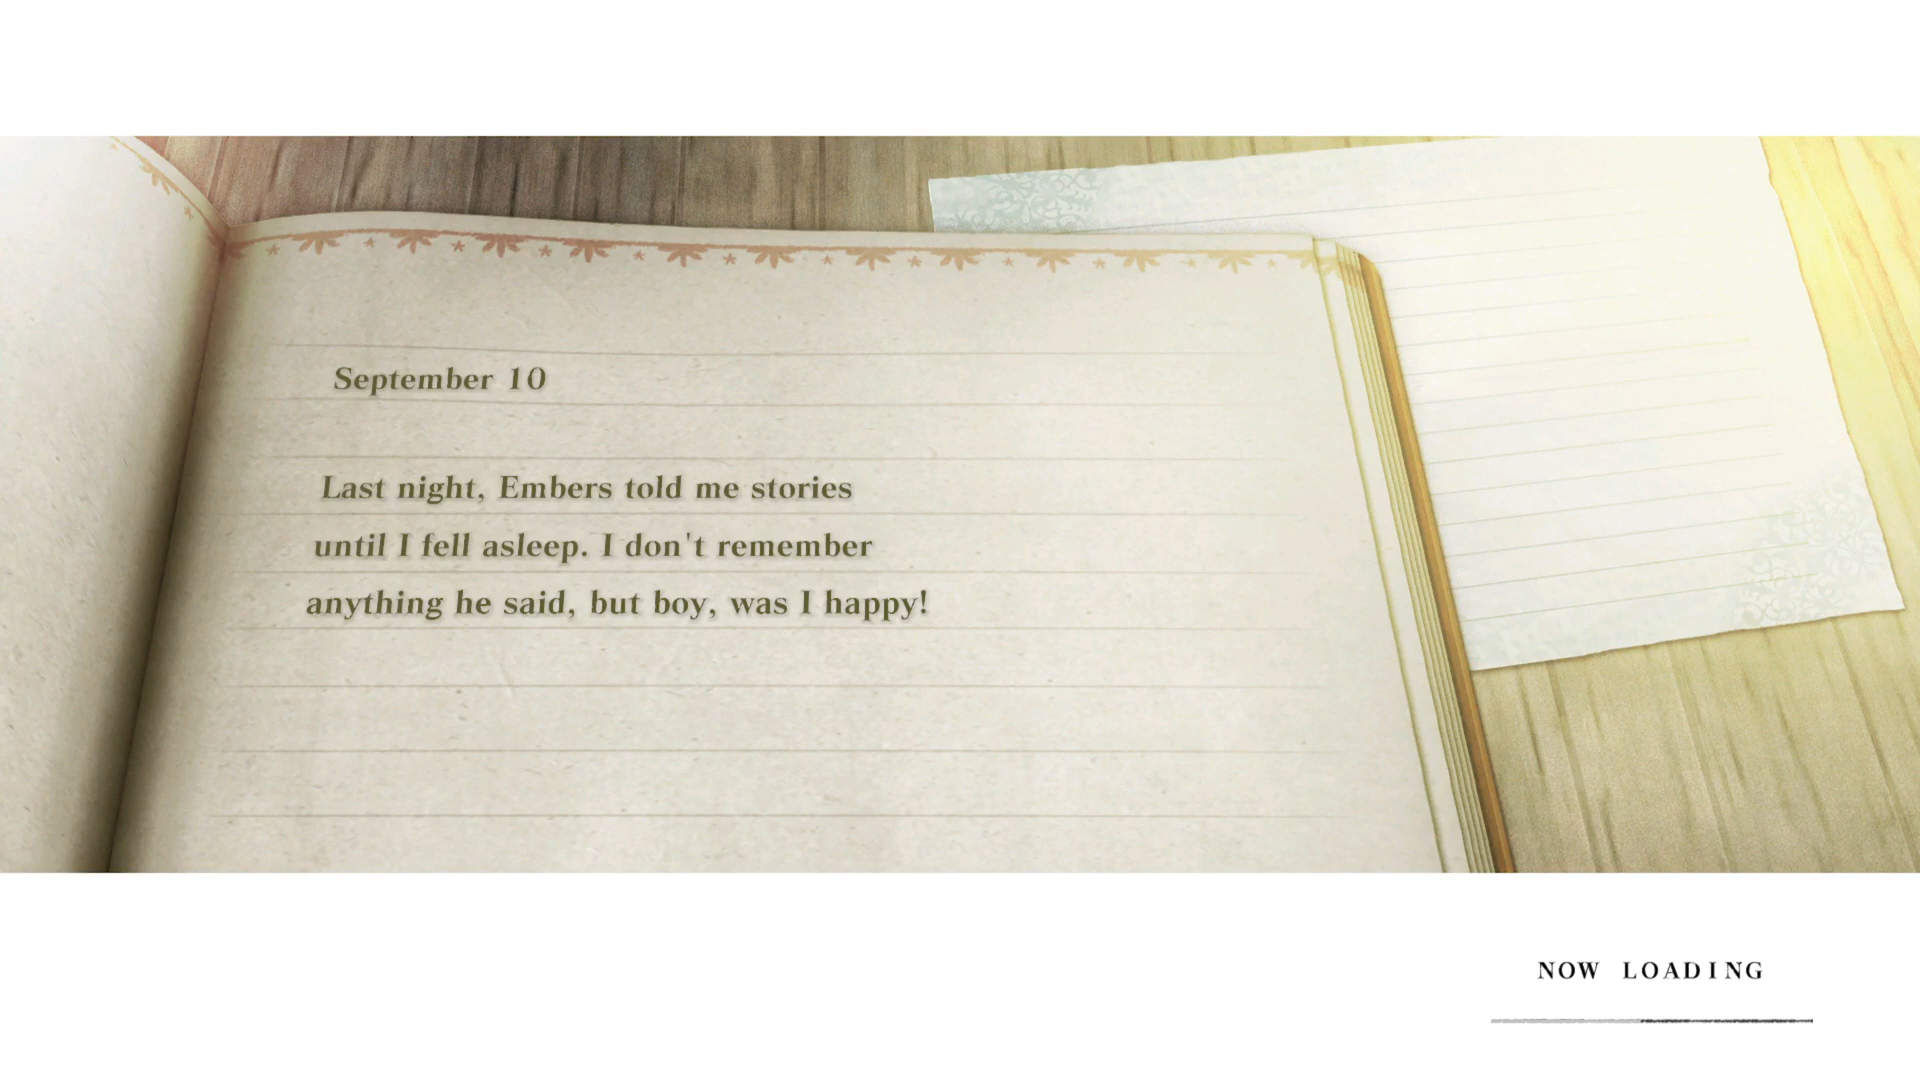 September 10
Last night, Embers told me stories
until I fell asleep. I don't remember
anything he said, but boy, was I happy!
NOW LOADING